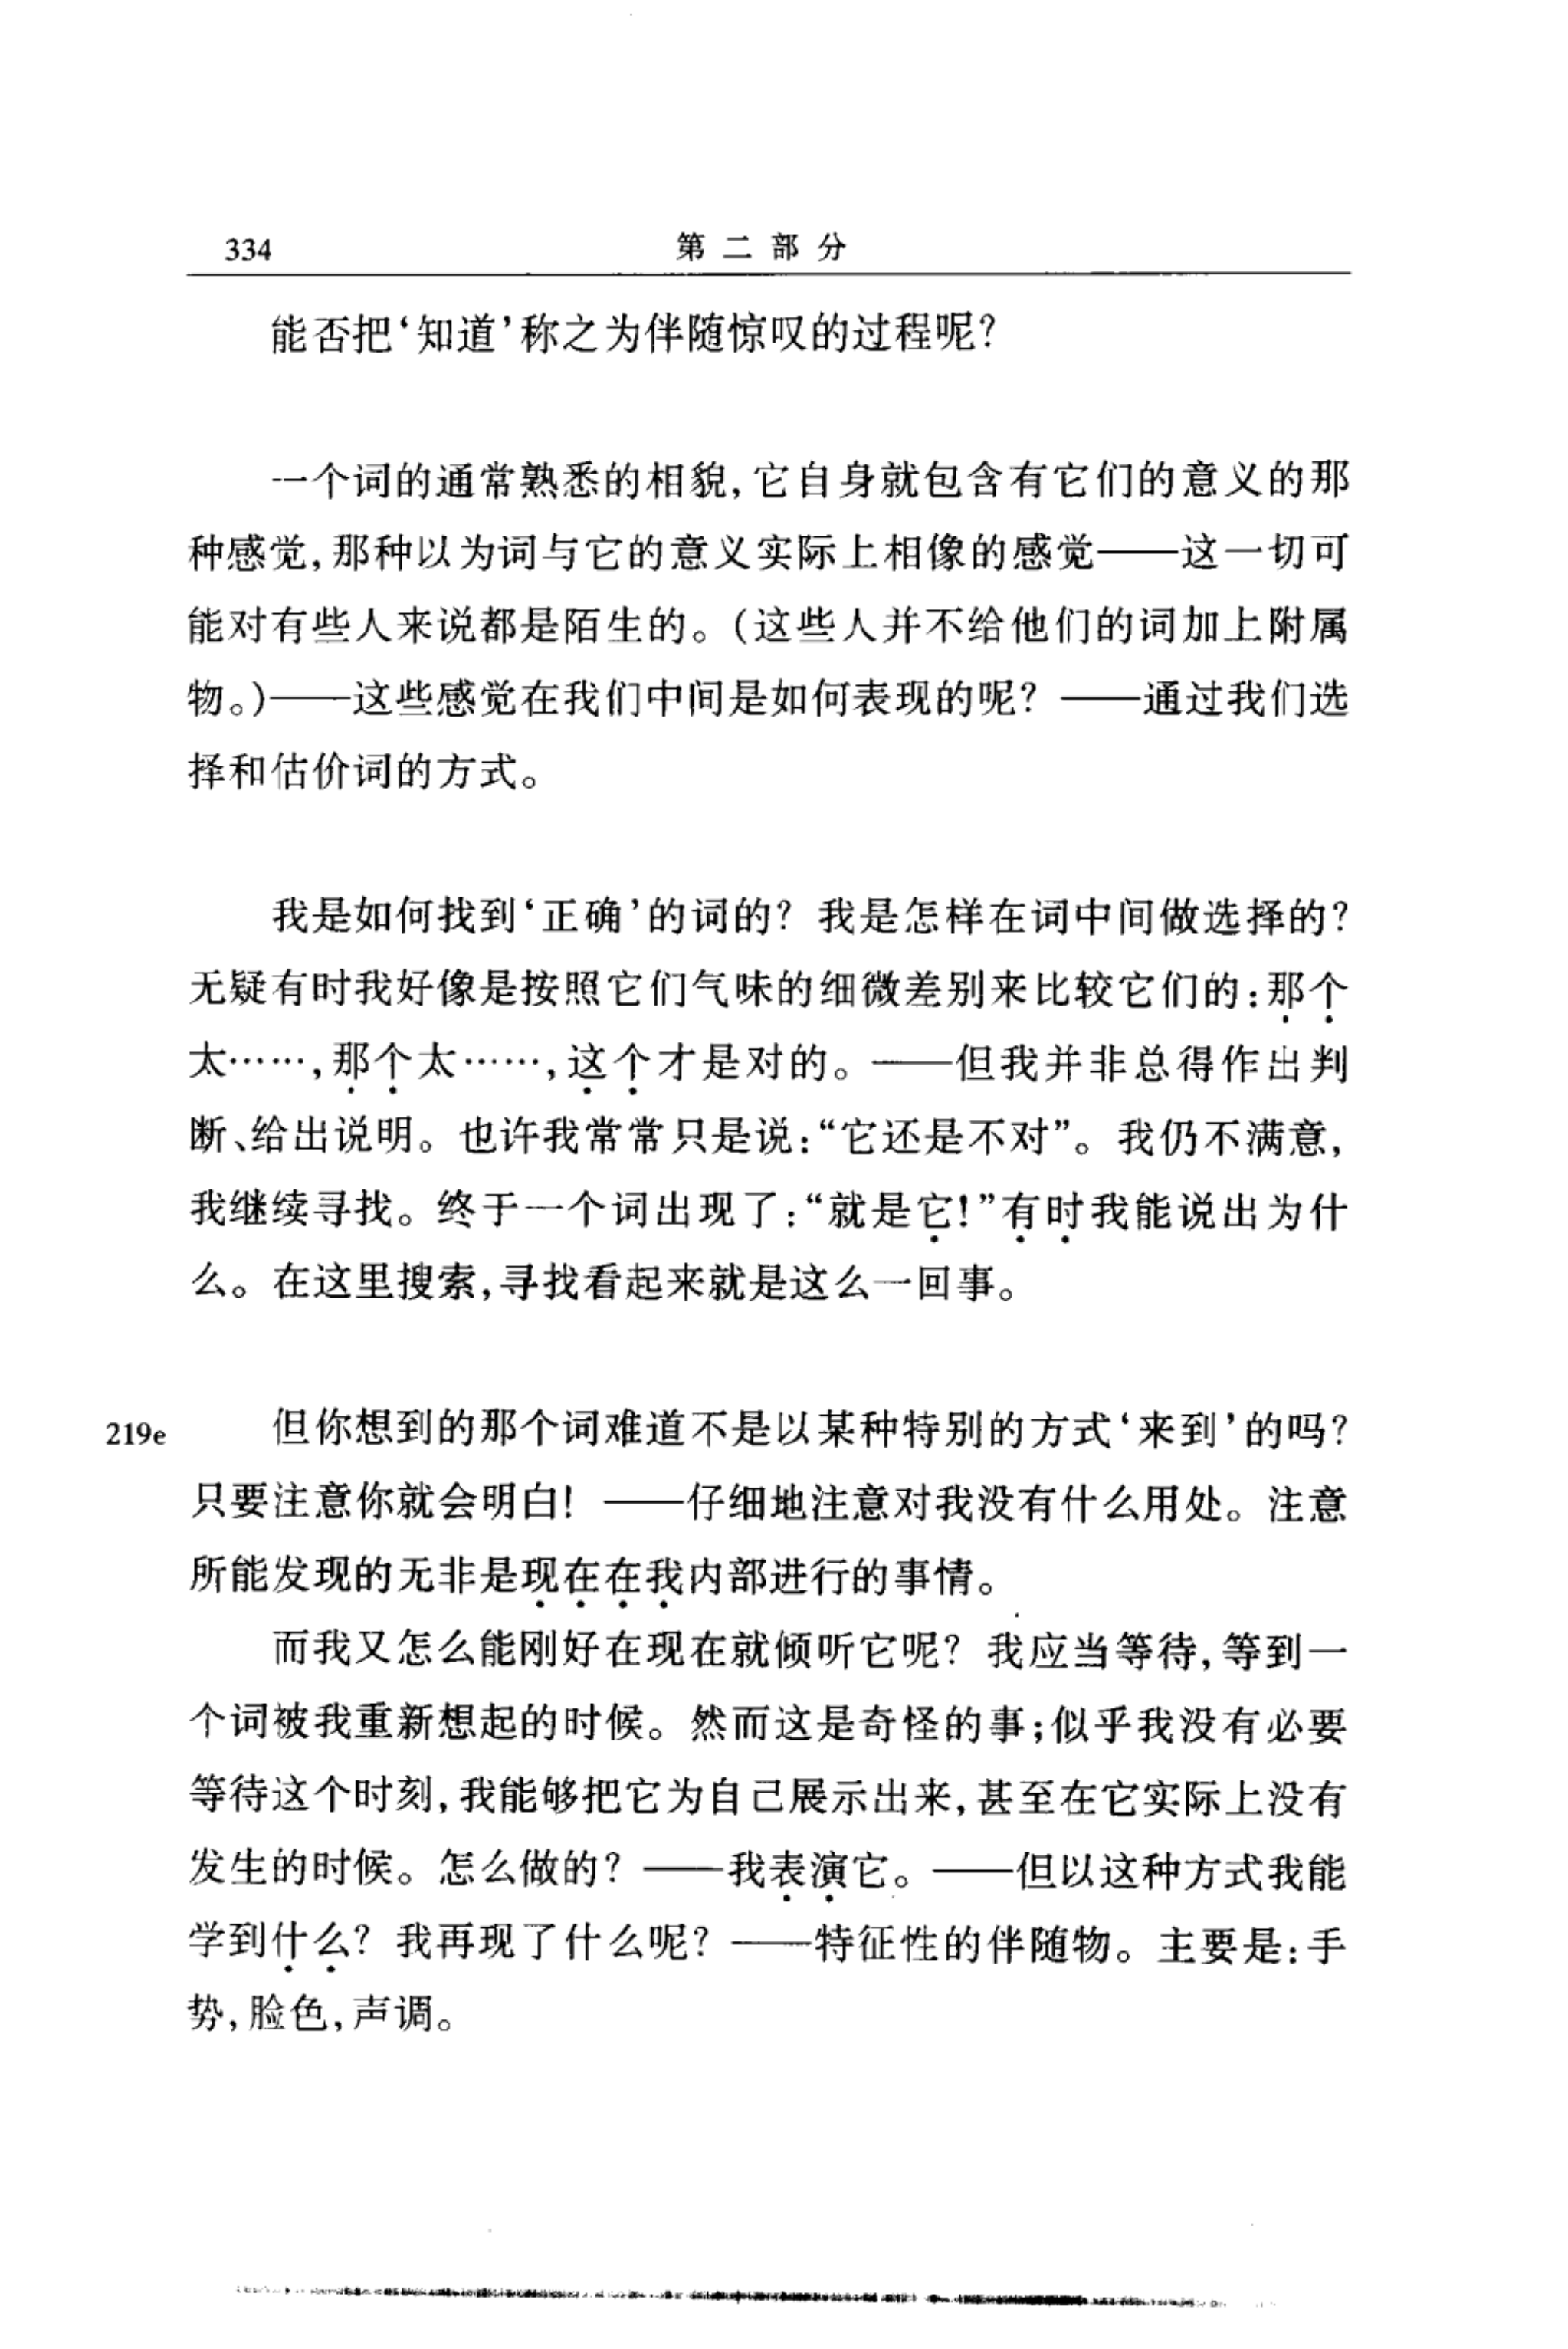 334
第二部分
能否把‘知道’称之为伴随惊叹的过程呢？
一个词的通常熟悉的相貌，它自身就包含有它们的意义的那
种感觉，那种以为词与它的意义实际上相像的感觉——这一切可
能对有些人来说都是陌生的。（这些人并不给他们的词加上附属
物。）——这些感觉在我们中间是如何表现的呢？——通过我们选
择和估价词的方式。
我是如何找到‘正确’的词的？我是怎样在词中间做选择的？
无疑有时我好像是按照它们气味的细微差别来比较它们的：那个
太……，那个太……，这个才是对的。——但我并非总得作出判
断、给出说明。也许我常常只是说：“它还是不对”。我仍不满意，
我继续寻找。终于一个词出现了：“就是它！”有时我能说出为什
么。在这里搜索，寻找看起来就是这么一回事。
219e
但你想到的那个词难道不是以某种特别的方式‘来到’的吗？
只要注意你就会明白！——仔细地注意对我没有什么用处。注意
所能发现的无非是现在在我内部进行的事情。
而我又怎么能刚好在现在就倾听它呢？我应当等待，等到一
个词被我重新想起的时候。然而这是奇怪的事；似乎我没有必要
等待这个时刻，我能够把它为自己展示出来，甚至在它实际上没有
发生的时候。怎么做的？——我表演它。——但以这种方式我能
学到什么？我再现了什么呢？——特征性的伴随物。主要是：手
势，脸色，声调。